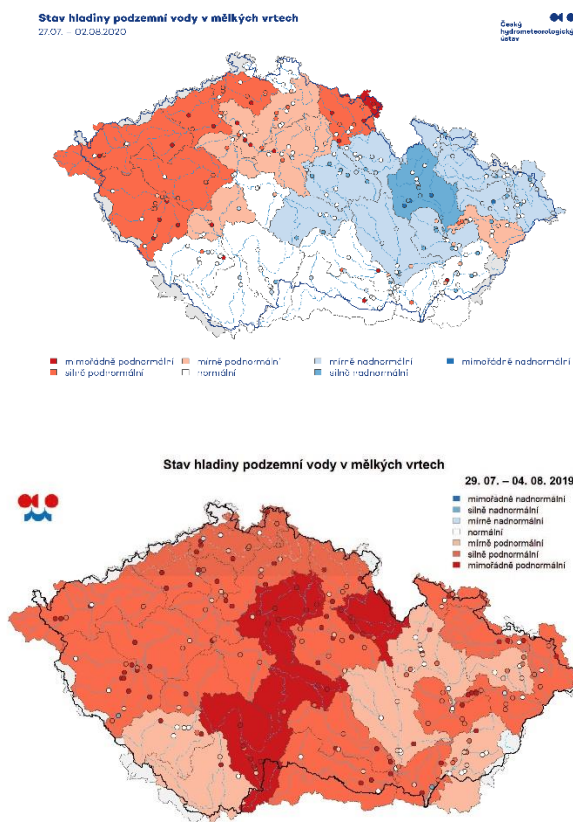 Stav hladiny podzemní vody v mělkých vrtech
27.07. – 02.08.2020
Český
hydrometeorologický
ústav
mimořádně podnormální
mírně podnormální
mírně nadnormální
mimořádně nadnormální
silně podnormální
normální
silně nadnormální
Stav hladiny podzemní vody v mělkých vrtech
29. 07. – 04. 08. 2019
mimořádně nadnormální
silně nadnormální
mírně nadnormální
normální
mírně podnormální
silně podnormální
mimořádně podnormální